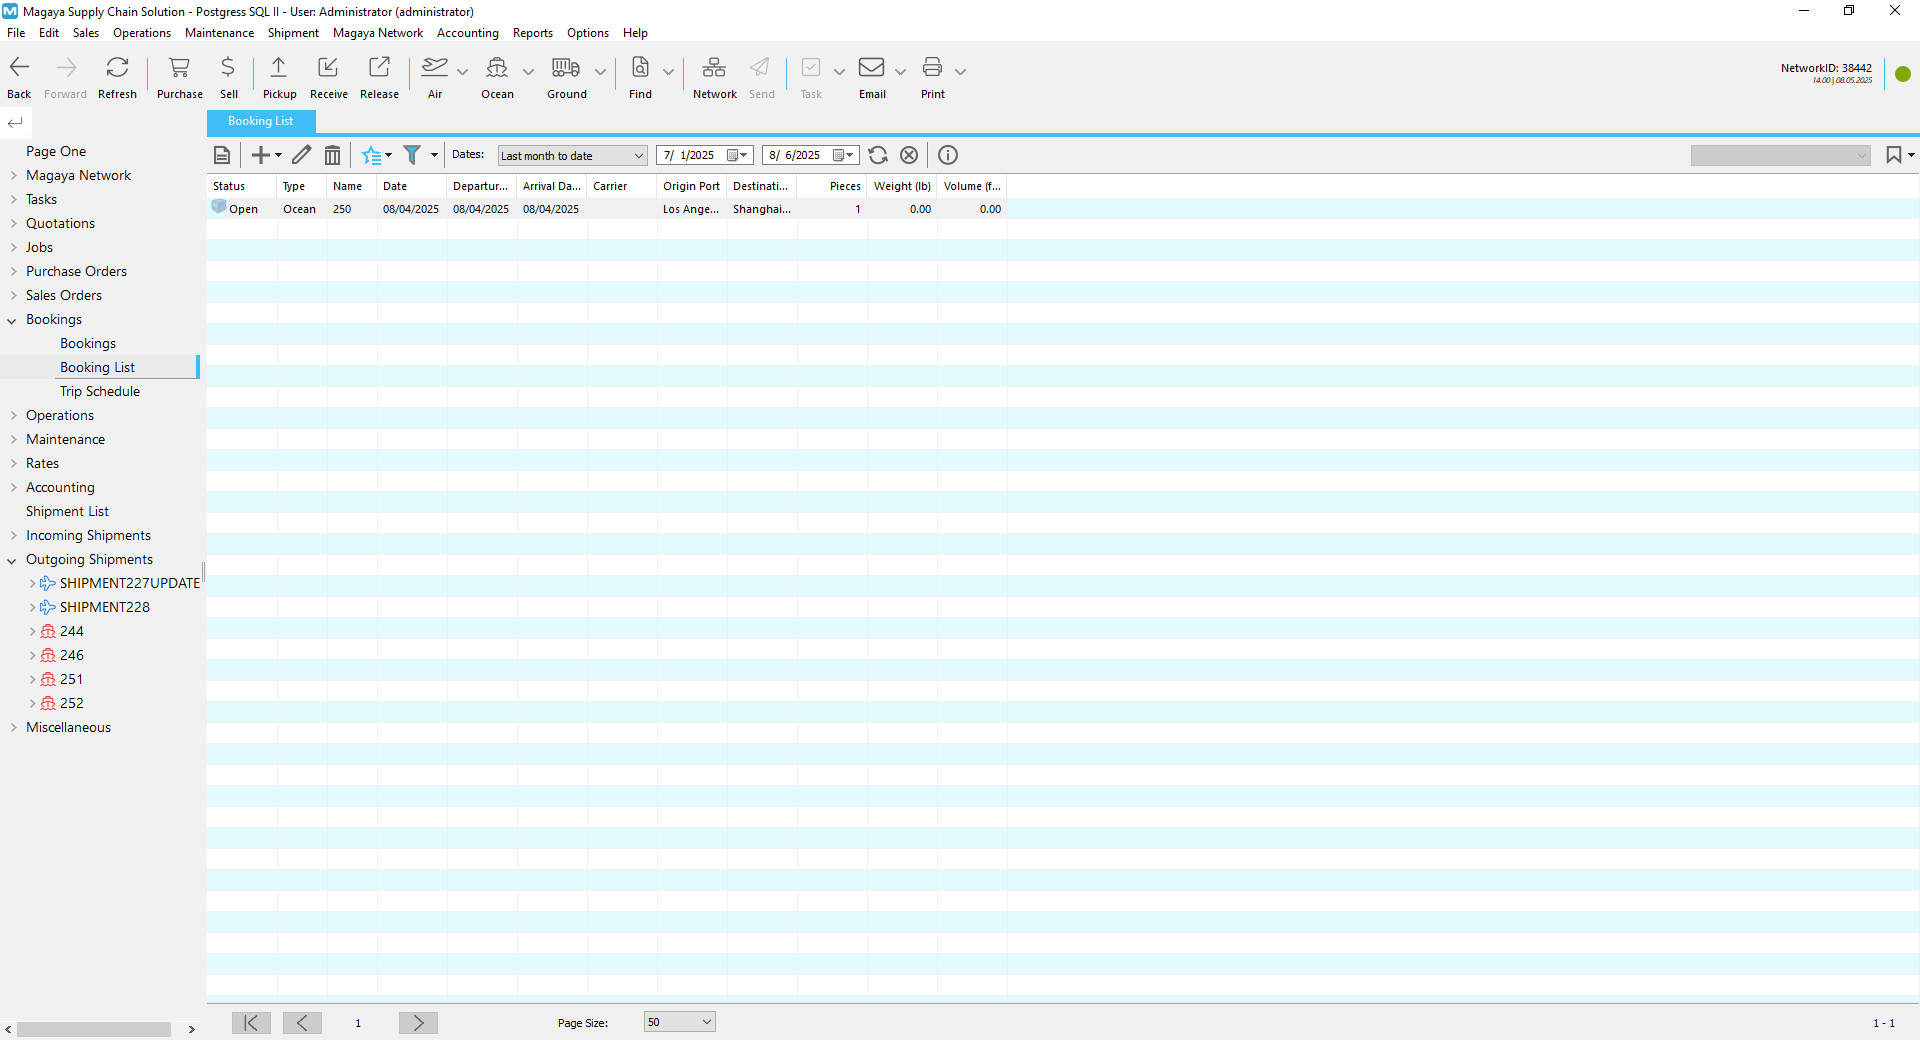 Magaya Supply Chain Solution - Postgress SQL II - User: Administrator (administrator)
File Edit Sales Operations Maintenance Shipment Magaya Network Accounting Reports Options Help
Back Forward Refresh Purchase Sell Pickup Receive Release Air Ocean Ground Find Network Send Task Email Print
NetworkID: 38442
14.00 | 08.05.2025
Booking List
Dates: Last month to date 7/ 1/2025 8/ 6/2025
Page One
Magaya Network
Tasks
Quotations
Jobs
Purchase Orders
Sales Orders
Bookings
Bookings
Booking List
Trip Schedule
Operations
Maintenance
Rates
Accounting
Shipment List
Incoming Shipments
Outgoing Shipments
SHIPMENT227UPDATE
SHIPMENT228
244
246
251
252
Miscellaneous
Status Type Name Date Departur... Arrival Da... Carrier Origin Port Destinati... Pieces Weight (lb) Volume (f...
Open Ocean 250 08/04/2025 08/04/2025 08/04/2025 Los Ange... Shanghai... 1 0.00 0.00
1 Page Size: 50 1 - 1